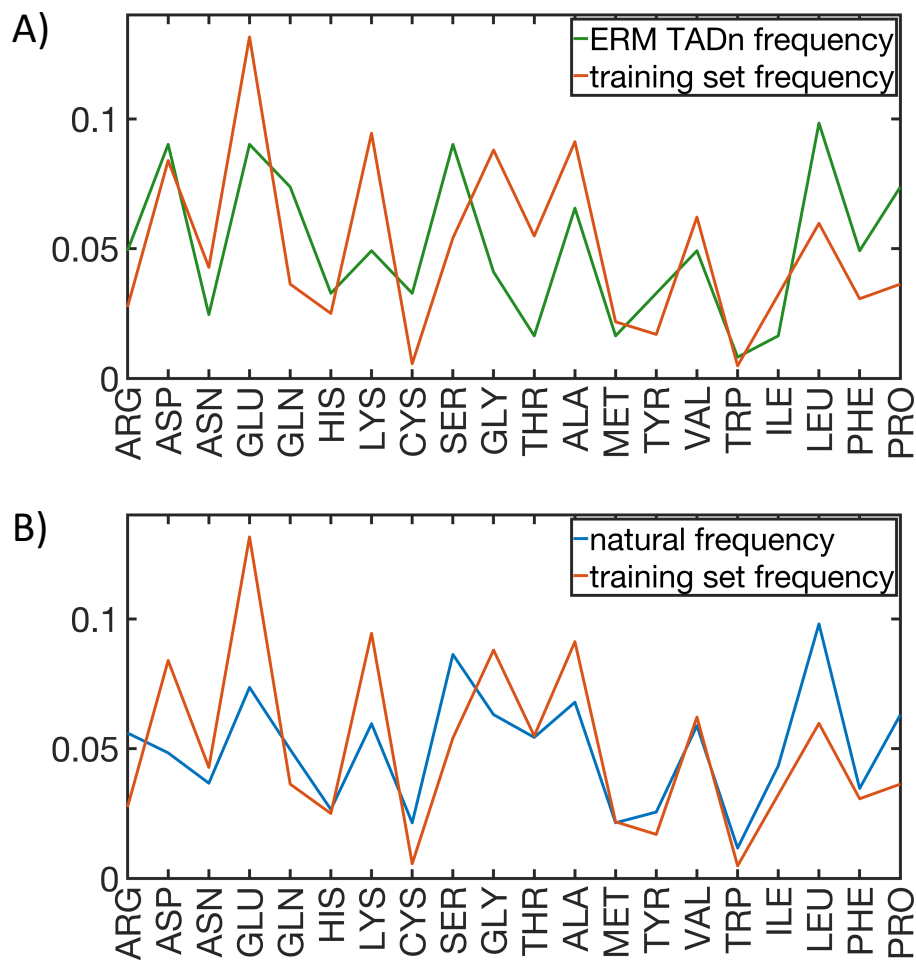 A)
ERM TADn frequency
training set frequency
0.1
0.05
0
ARG
ASP
ASN
GLU
GLN
HIS
LYS
CYS
SER
GLY
THR
ALA
MET
TYR
VAL
TRP
ILE
LEU
PHE
PRO
B)
natural frequency
training set frequency
0.1
0.05
0
ARG
ASP
ASN
GLU
GLN
HIS
LYS
CYS
SER
GLY
THR
ALA
MET
TYR
VAL
TRP
ILE
LEU
PHE
PRO